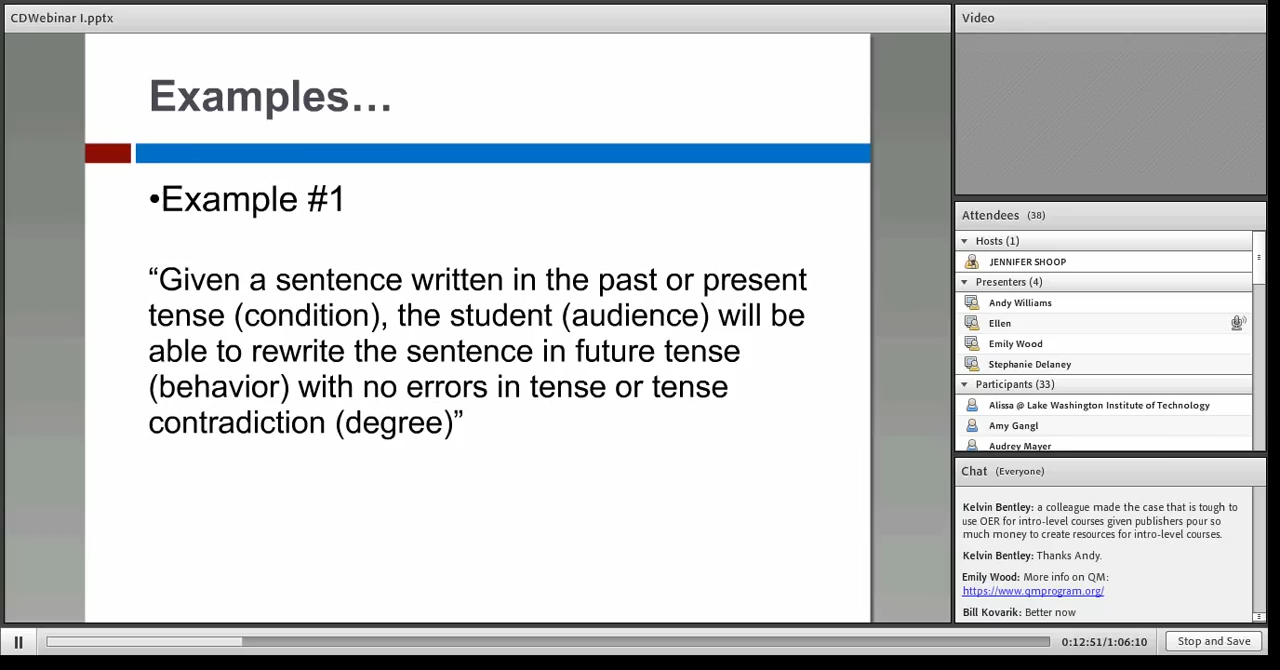 CDWebinar I.pptx
Examples…
•Example #1
“Given a sentence written in the past or present
tense (condition), the student (audience) will be
able to rewrite the sentence in future tense
(behavior) with no errors in tense or tense
contradiction (degree)”
Video
Attendees (38)
Hosts (1)
JENNIFER SHOOP
Presenters (4)
Andy Williams
Ellen
Emily Wood
Stephanie Delaney
Participants (33)
Alissa @ Lake Washington Institute of Technology
Amy Gangl
Audrey Mayer
Chat (Everyone)
Kelvin Bentley: a colleague made the case that is tough to
use OER for intro-level courses given publishers pour so
much money to create resources for intro-level courses.
Kelvin Bentley: Thanks Andy.
Emily Wood: More info on QM:
https://www.qmprogram.org/
Bill Kovarik: Better now
0:12:51/1:06:10
Stop and Save